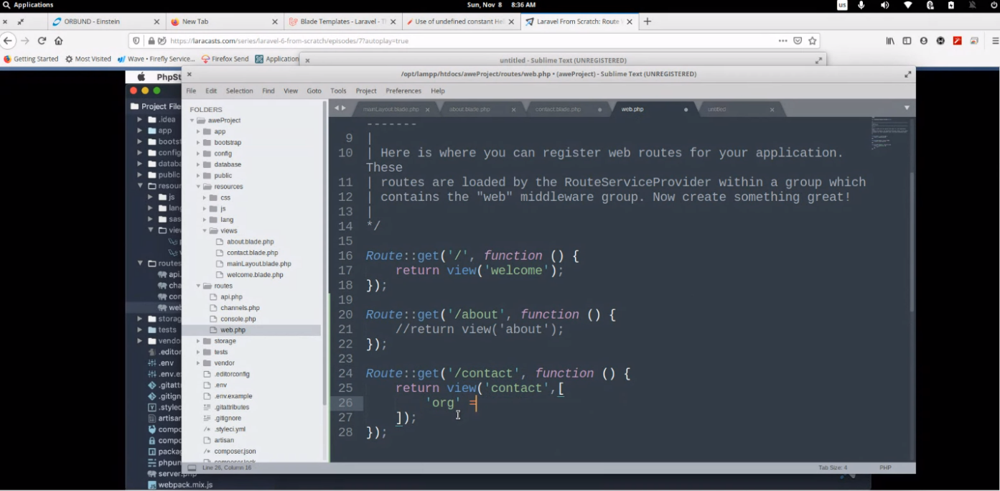 Applications
Sun, Nov 8 8:36 AM
us
ORBUND - Einstein
New Tab
Blade Templates - Laravel - Th
Use of undefined constant Hel
Laravel From Scratch: Route
https://laracasts.com/series/laravel-6-from-scratch/episodes/7?autoplay=true
Getting Started
Most Visited
Wave • Firefly Service...
Firefox Send
Application
untitled - Sublime Text (UNREGISTERED)
PhpSt
/opt/lampp/htdocs/aweProject/routes/web.php • (aweProject) - Sublime Text (UNREGISTERED)
File Edit Selection Find View Goto Tools Project Preferences Help
Project Files
.idea
app
boots
config
databa
public
resour
js
lang
sas
view
routes
api.
cha
con
web
storag
tests
vendor
.editor
.env
.env.ex
.gitatt
.gitign
.style
artisan
compo
compo
packa
phpun
server.php
webpack.mix.js
FOLDERS
aweProject
app
bootstrap
config
database
public
resources
css
js
lang
views
about.blade.php
contact.blade.php
mainLayout.blade.php
welcome.blade.php
routes
api.php
channels.php
console.php
web.php
storage
tests
vendor
.editorconfig
.env
.env.example
.gitattributes
.gitignore
.styleci.yml
artisan
composer.json
composer.lock
mainLayout.blade.php
about.blade.php
contact.blade.php
web.php
untitled
-------
9 |
10 | Here is where you can register web routes for your application.
These
11 | routes are loaded by the RouteServiceProvider within a group which
12 | contains the "web" middleware group. Now create something great!
13 |
14 */
15
16 Route::get('/', function () {
17 return view('welcome');
18 });
19
20 Route::get('/about', function () {
21 //return view('about');
22 });
23
24 Route::get('/contact', function () {
25 return view('contact',[
26 'org' =
27 ]);
28 });
Line 26, Column 16
Tab Size: 4
PHP